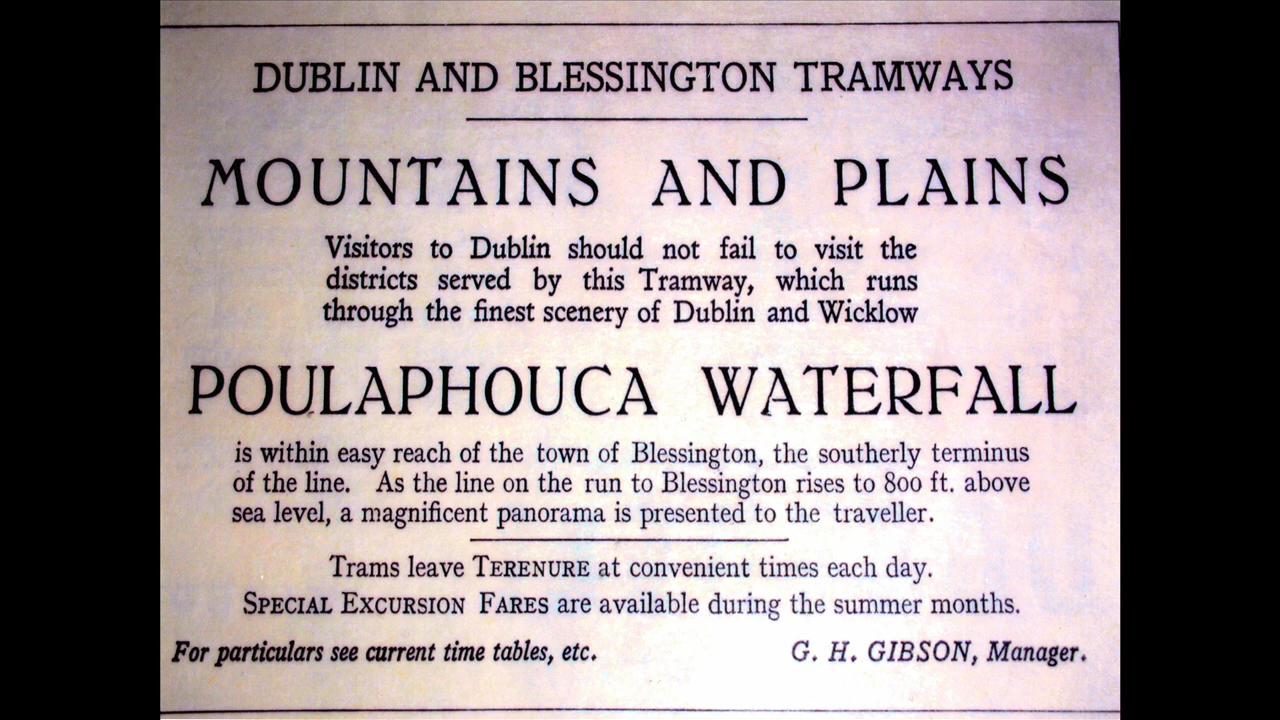 DUBLIN AND BLESSINGTON TRAMWAYS
MOUNTAINS AND PLAINS
Visitors to Dublin should not fail to visit the
districts served by this Tramway, which runs
through the finest scenery of Dublin and Wicklow
POULAPHOUCA WATERFALL
is within easy reach of the town of Blessington, the southerly terminus
of the line. As the line on the run to Blessington rises to 800 ft. above
sea level, a magnificent panorama is presented to the traveller.
Trams leave TERENURE at convenient times each day.
SPECIAL EXCURSION FARES are available during the summer months.
For particulars see current time tables, etc. G. H. GIBSON, Manager.